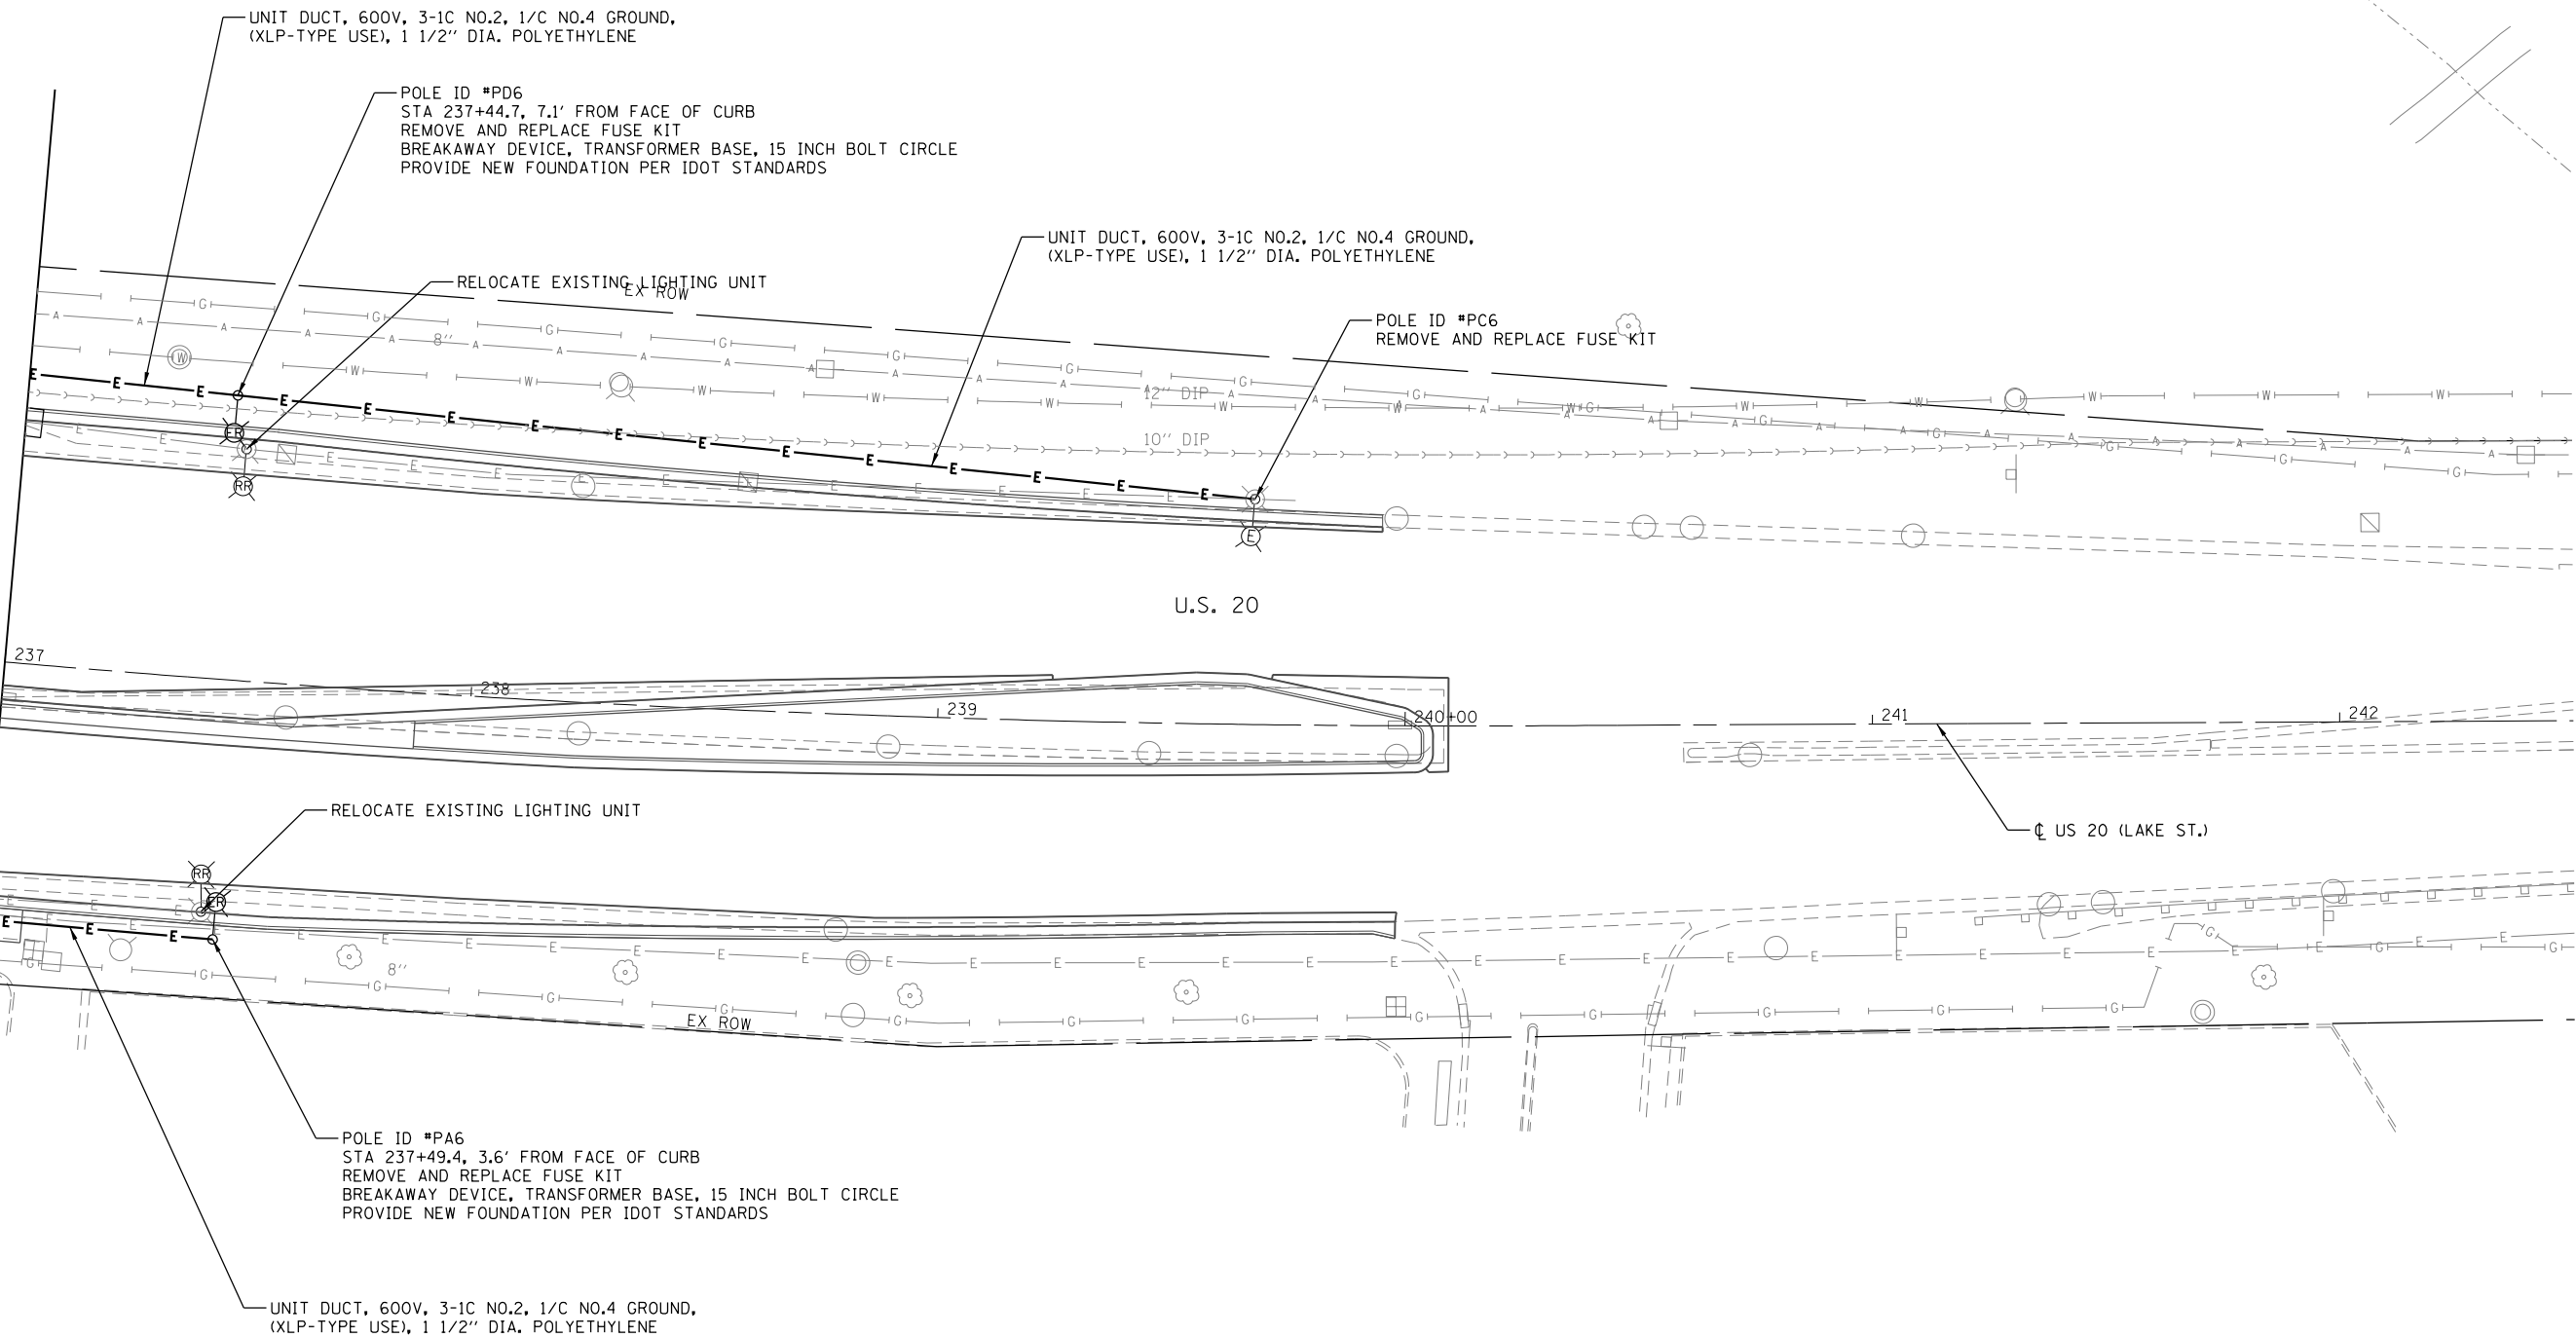 UNIT DUCT, 600V, 3-1C NO.2, 1/C NO.4 GROUND,
(XLP-TYPE USE), 1 1/2'' DIA. POLYETHYLENE
POLE ID #PD6
STA 237+44.7, 7.1' FROM FACE OF CURB
REMOVE AND REPLACE FUSE KIT
BREAKAWAY DEVICE, TRANSFORMER BASE, 15 INCH BOLT CIRCLE
PROVIDE NEW FOUNDATION PER IDOT STANDARDS
UNIT DUCT, 600V, 3-1C NO.2, 1/C NO.4 GROUND,
(XLP-TYPE USE), 1 1/2'' DIA. POLYETHYLENE
RELOCATE EXISTING LIGHTING UNIT
EX ROW
POLE ID #PC6
REMOVE AND REPLACE FUSE KIT
8''
12'' DIP
10'' DIP
ER
RR
E
U.S. 20
237
238
239
240+00
241
242
RELOCATE EXISTING LIGHTING UNIT
℄ US 20 (LAKE ST.)
RR
ER
8''
EX ROW
POLE ID #PA6
STA 237+49.4, 3.6' FROM FACE OF CURB
REMOVE AND REPLACE FUSE KIT
BREAKAWAY DEVICE, TRANSFORMER BASE, 15 INCH BOLT CIRCLE
PROVIDE NEW FOUNDATION PER IDOT STANDARDS
UNIT DUCT, 600V, 3-1C NO.2, 1/C NO.4 GROUND,
(XLP-TYPE USE), 1 1/2'' DIA. POLYETHYLENE